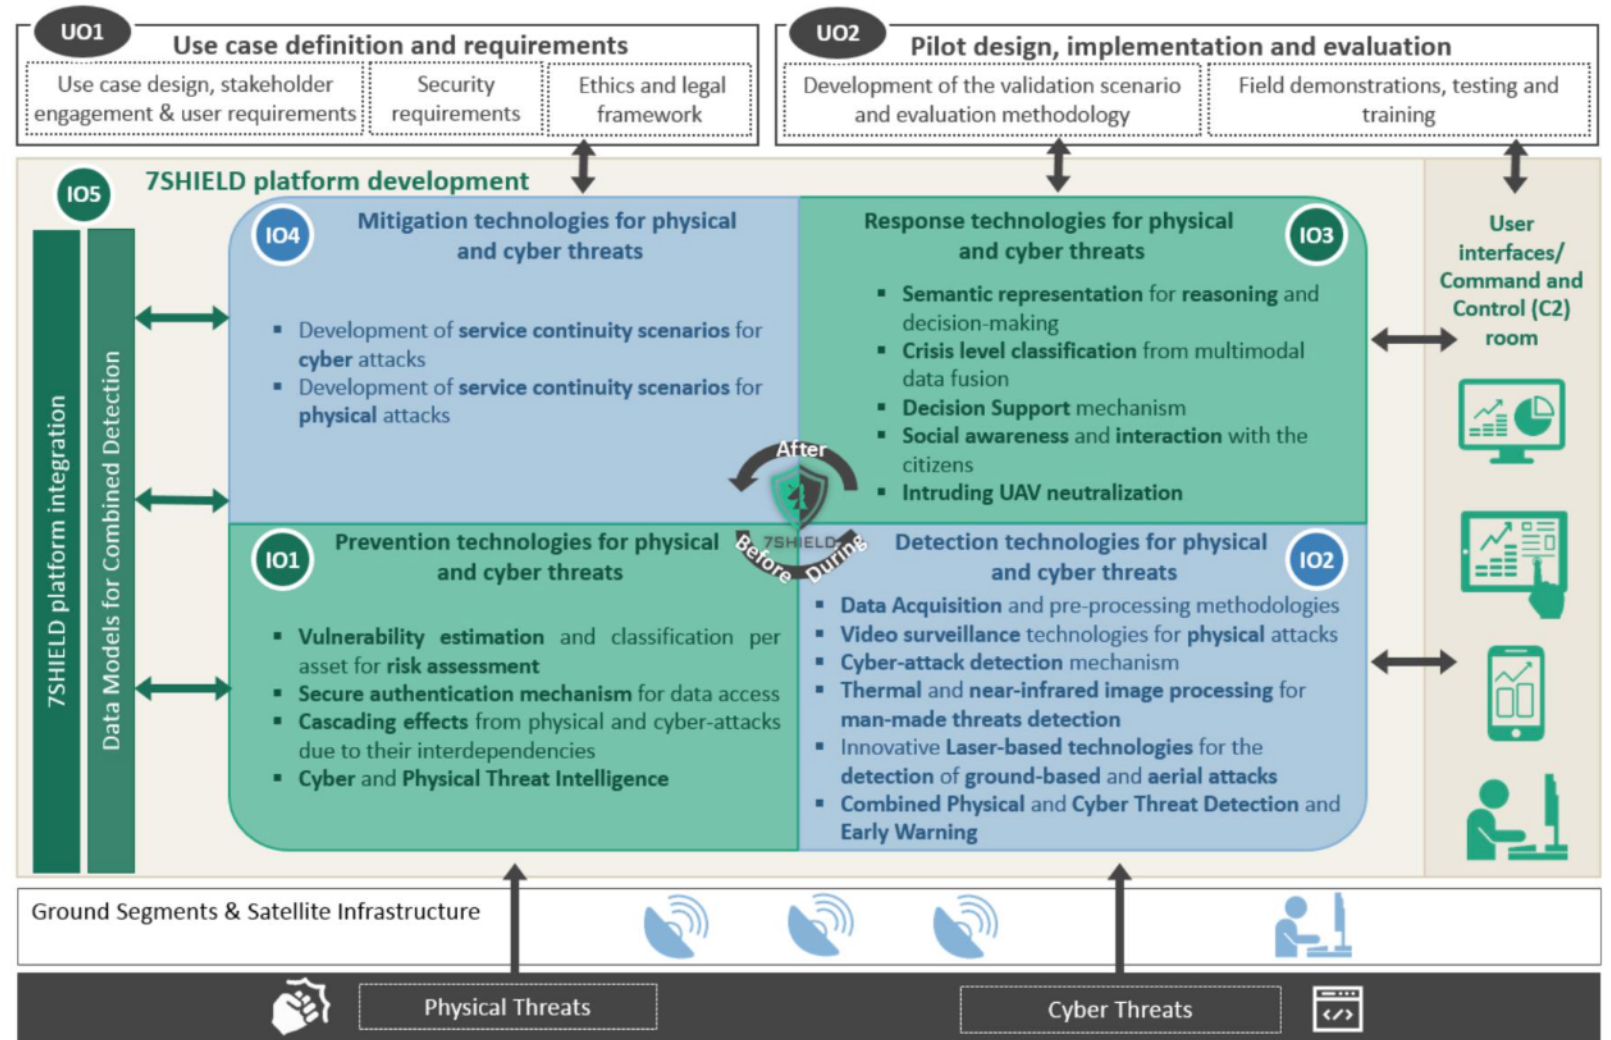 UO1
Use case definition and requirements
Use case design, stakeholder
engagement & user requirements
Security
requirements
Ethics and legal
framework
UO2
Pilot design, implementation and evaluation
Development of the validation scenario
and evaluation methodology
Field demonstrations, testing and
training
IO5
7SHIELD platform development
7SHIELD platform integration
Data Models for Combined Detection
IO4
Mitigation technologies for physical
and cyber threats
▪ Development of service continuity scenarios for
cyber attacks
▪ Development of service continuity scenarios for
physical attacks
Response technologies for physical
and cyber threats
IO3
▪ Semantic representation for reasoning and
decision-making
▪ Crisis level classification from multimodal
data fusion
▪ Decision Support mechanism
▪ Social awareness and interaction with the
citizens
▪ Intruding UAV neutralization
After
7SHIELD
Before
During
IO1
Prevention technologies for physical
and cyber threats
▪ Vulnerability estimation and classification per
asset for risk assessment
▪ Secure authentication mechanism for data access
▪ Cascading effects from physical and cyber-attacks
due to their interdependencies
▪ Cyber and Physical Threat Intelligence
Detection technologies for physical
and cyber threats
IO2
▪ Data Acquisition and pre-processing methodologies
▪ Video surveillance technologies for physical attacks
▪ Cyber-attack detection mechanism
▪ Thermal and near-infrared image processing for
man-made threats detection
▪ Innovative Laser-based technologies for the
detection of ground-based and aerial attacks
▪ Combined Physical and Cyber Threat Detection and
Early Warning
User
interfaces/
Command and
Control (C2)
room
Ground Segments & Satellite Infrastructure
Physical Threats
Cyber Threats
<//>